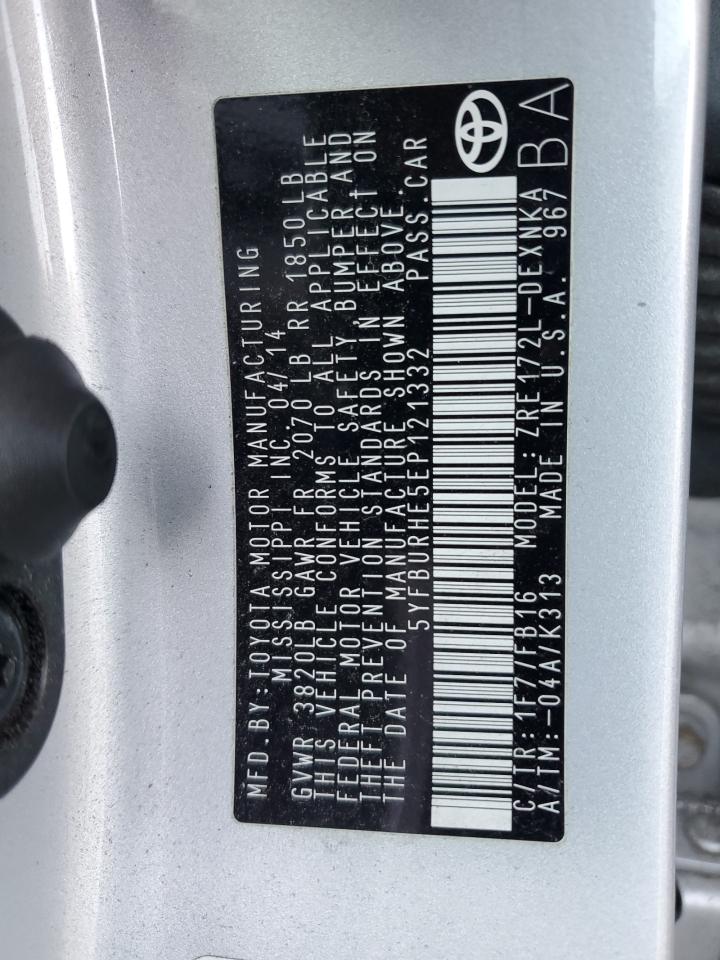 MFD.BY:TOYOTA MOTOR MANUFACTURING
MISSISSIPPI INC.04/14
GVWR 3820LB GAWR FR 2070 LB RR 1850 LB
THIS VEHICLE CONFORMS TO ALL APPLICABLE
FEDERAL MOTOR VEHICLE SAFETY, BUMPER, AND
THEFT PREVENTION STANDARDS IN EFFECT ON
THE DATE OF MANUFACTURE SHOWN ABOVE.
5YFBURHE5EP121332 PASS.CAR
C/TR:1F7/FB16 MODEL:ZRE172L-DEXNKA
A/TM:-04A/K313 MADE IN U.S.A. 967
BA